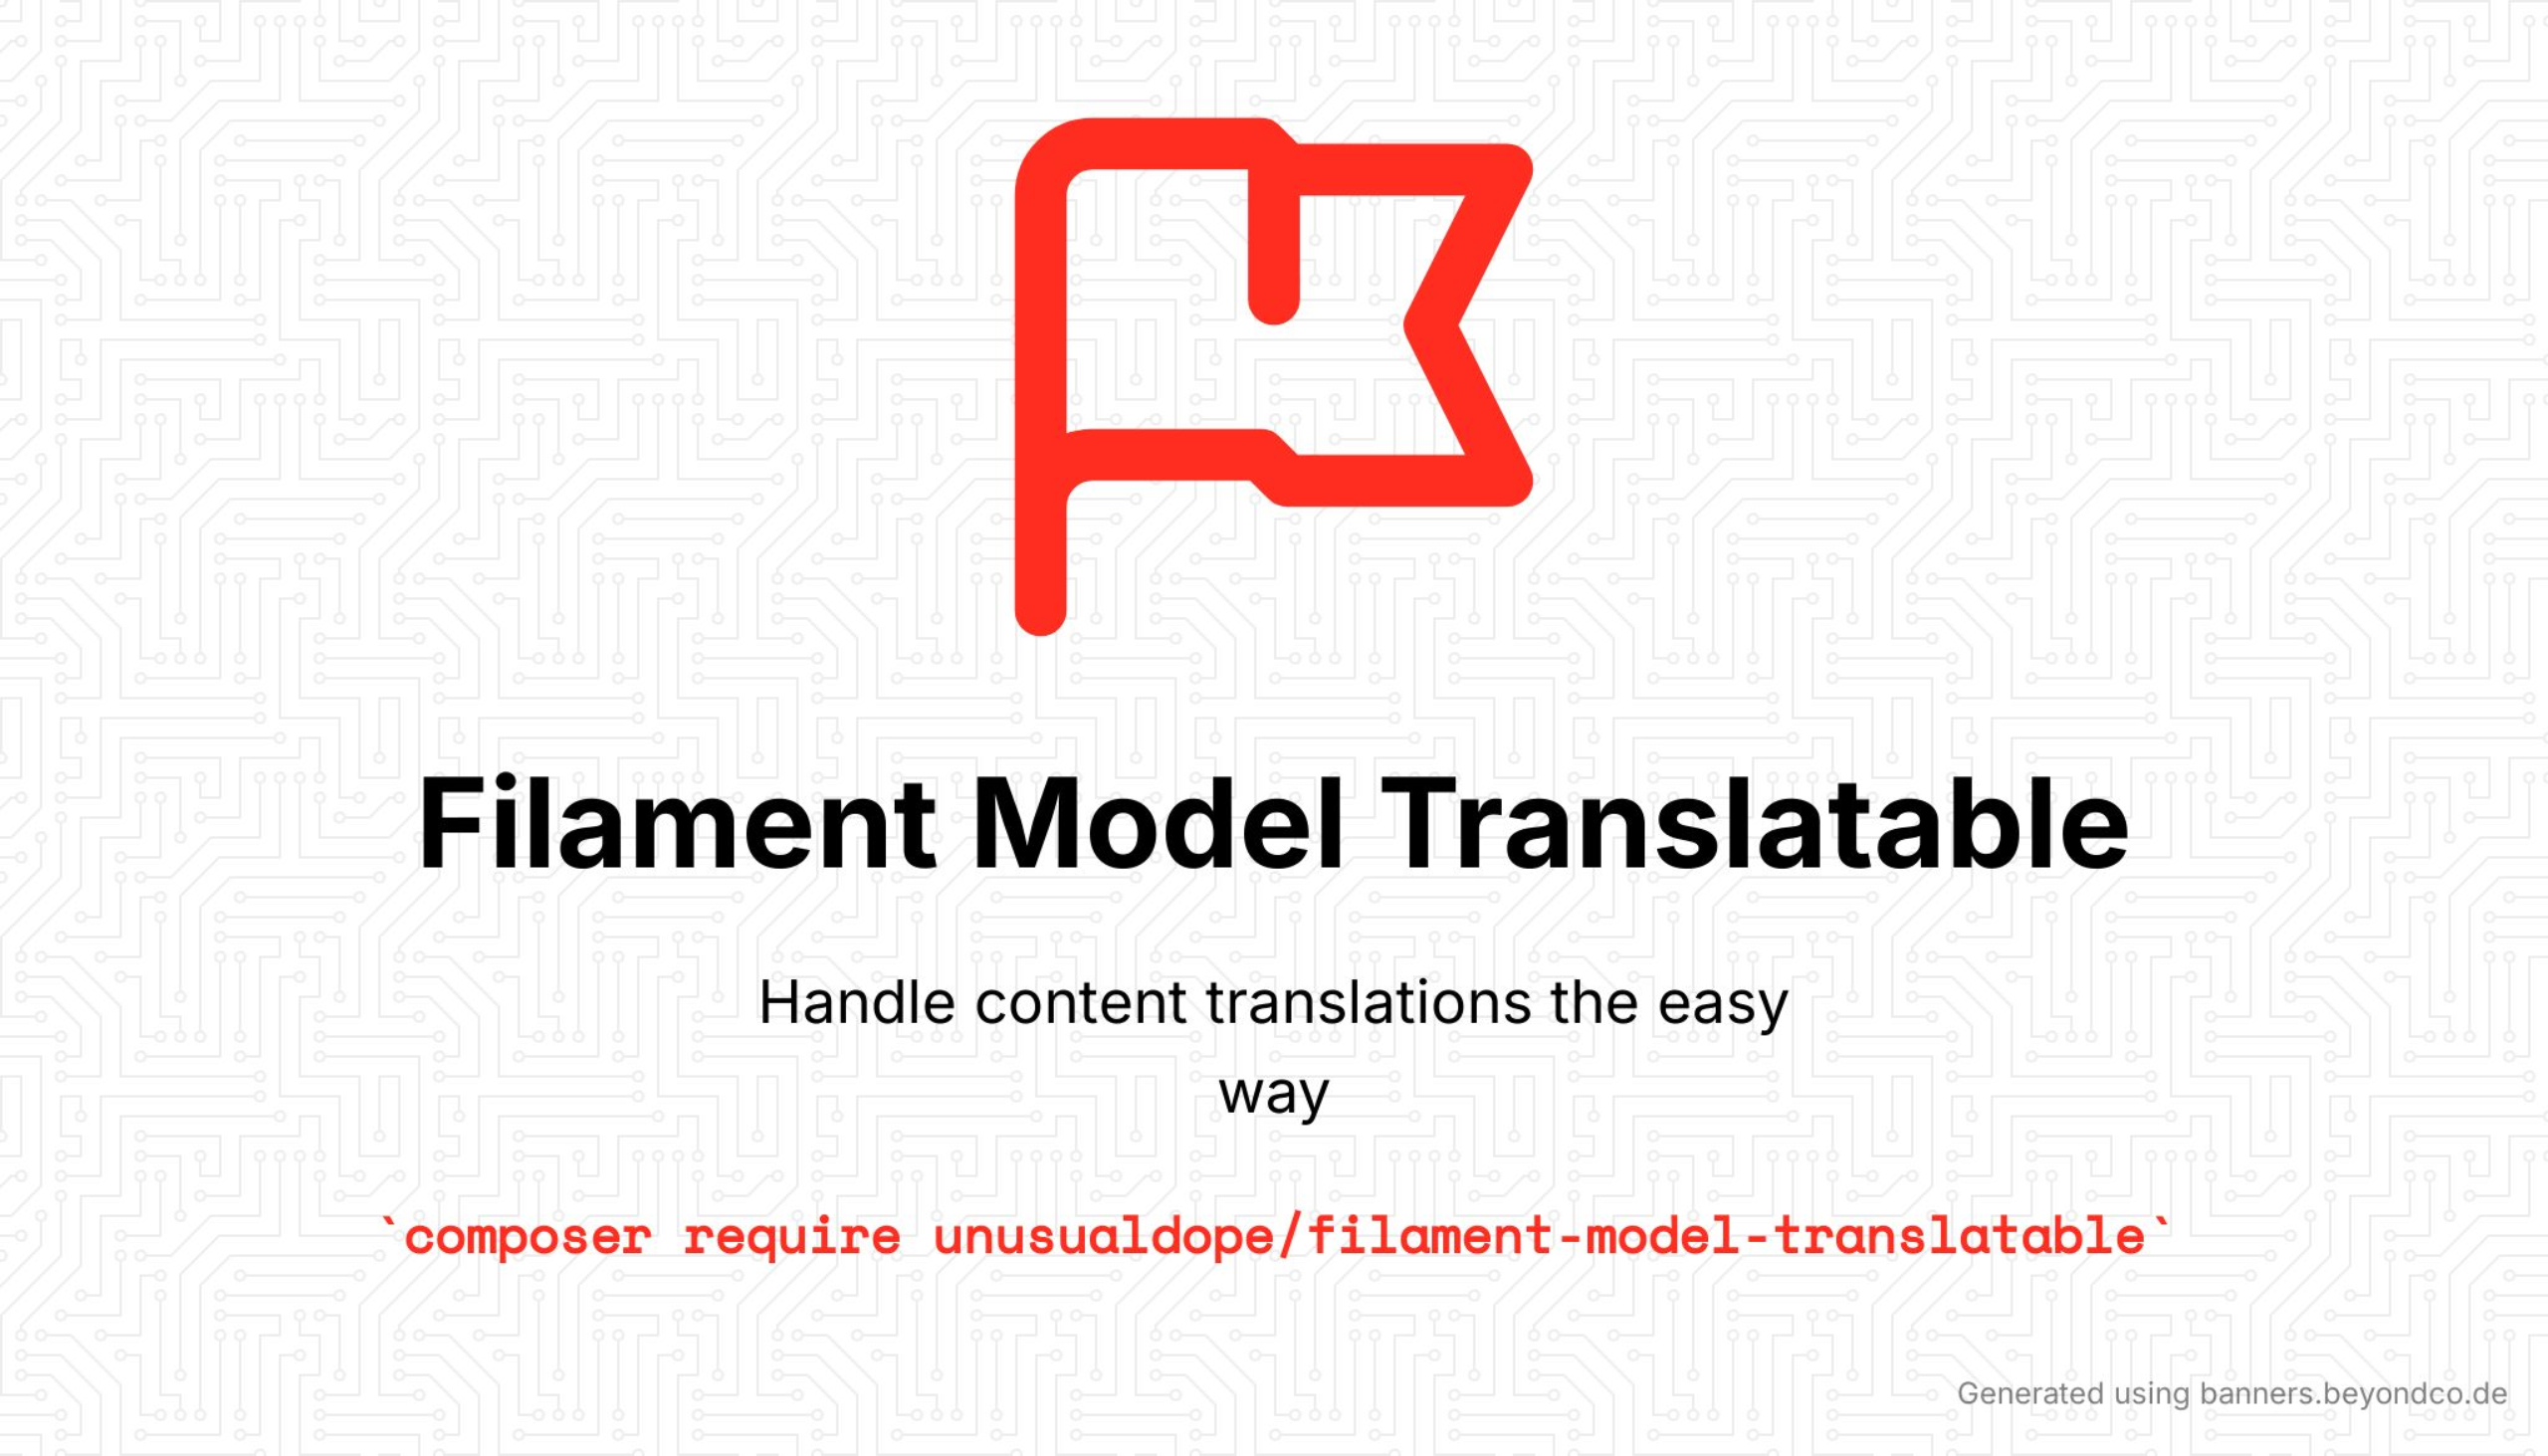 Filament Model Translatable
Handle content translations the easy
way
`composer require unusualdope/filament-model-translatable`
Generated using banners.beyondco.de